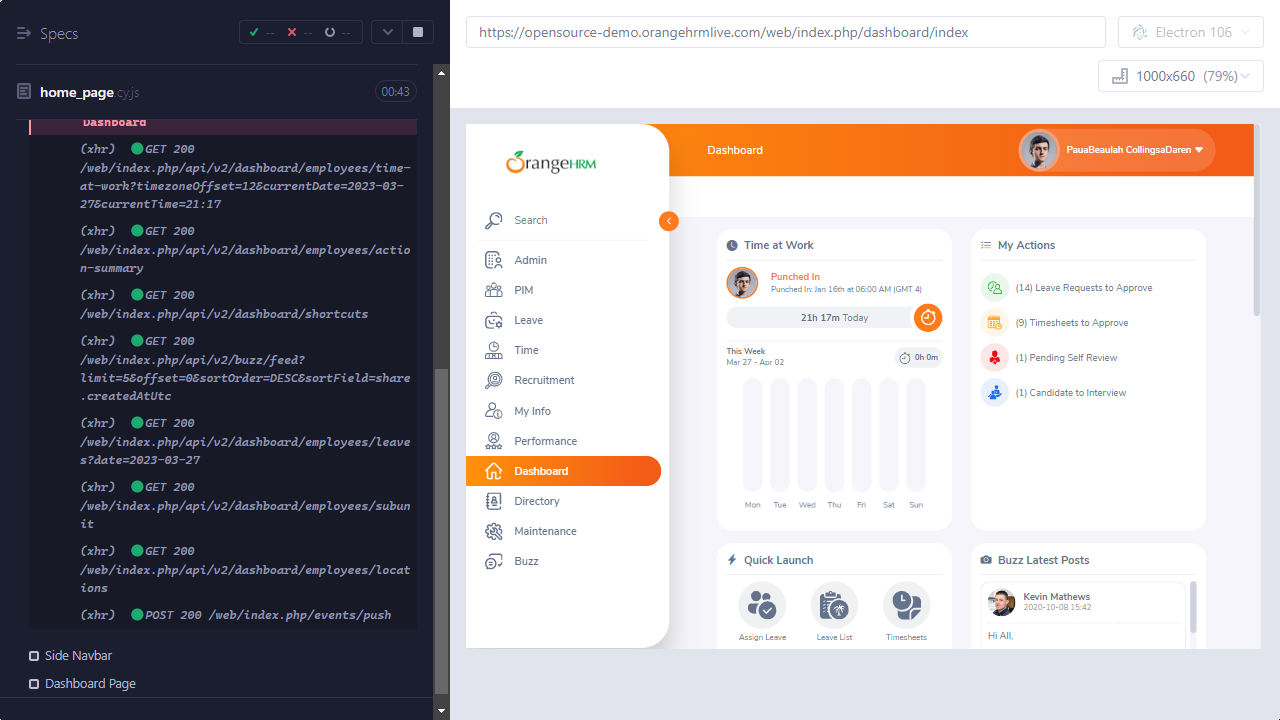 Specs
-- -- --
home_page.cy.js
00:43
Dashboard
(xhr) GET 200
/web/index.php/api/v2/dashboard/employees/time-
at-work?timezoneOffset=12&currentDate=2023-03-
27&currentTime=21:17
(xhr) GET 200
/web/index.php/api/v2/dashboard/employees/actio
n-summary
(xhr) GET 200
/web/index.php/api/v2/dashboard/shortcuts
(xhr) GET 200
/web/index.php/api/v2/buzz/feed?
limit=5&offset=0&sortOrder=DESC&sortField=share
.createdAtUtc
(xhr) GET 200
/web/index.php/api/v2/dashboard/employees/leave
s?date=2023-03-27
(xhr) GET 200
/web/index.php/api/v2/dashboard/employees/subun
it
(xhr) GET 200
/web/index.php/api/v2/dashboard/employees/locat
ions
(xhr) POST 200 /web/index.php/events/push
Side Navbar
Dashboard Page
https://opensource-demo.orangehrmlive.com/web/index.php/dashboard/index
Electron 106
1000x660 (79%)
OrangeHRM
Search
Admin
PIM
Leave
Time
Recruitment
My Info
Performance
Dashboard
Directory
Maintenance
Buzz
Dashboard
PauaBeaulah CollingsaDaren
Time at Work
Punched In
Punched In: Jan 16th at 06:00 AM (GMT 4)
21h 17m Today
This Week
Mar 27 - Apr 02
0h 0m
Mon Tue Wed Thu Fri Sat Sun
My Actions
(14) Leave Requests to Approve
(9) Timesheets to Approve
(1) Pending Self Review
(1) Candidate to Interview
Quick Launch
Assign Leave
Leave List
Timesheets
Buzz Latest Posts
Kevin Mathews
2020-10-08 15:42
Hi All,